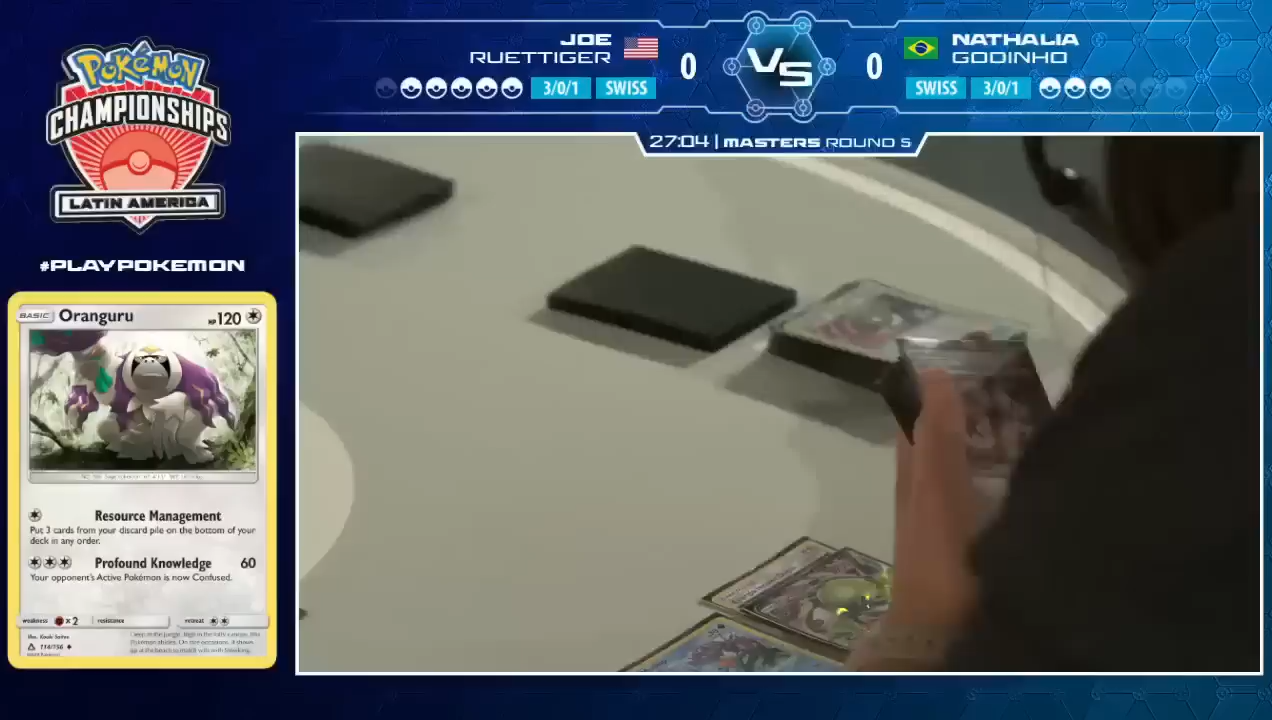 Pokémon
CHAMPIONSHIPS
LATIN AMERICA
#PLAYPOKEMON
JOE
RUETTIGER
0
VS
0
NATHALIA
GODINHO
3/0/1
SWISS
SWISS
3/0/1
27:04 | MASTERS ROUND 5
BASIC Oranguru HP120
Resource Management
Put 3 cards from your discard pile on the bottom of your
deck in any order.
Profound Knowledge 60
Your opponent's Active Pokémon is now Confused.
weakness x2 resistance retreat
114/156